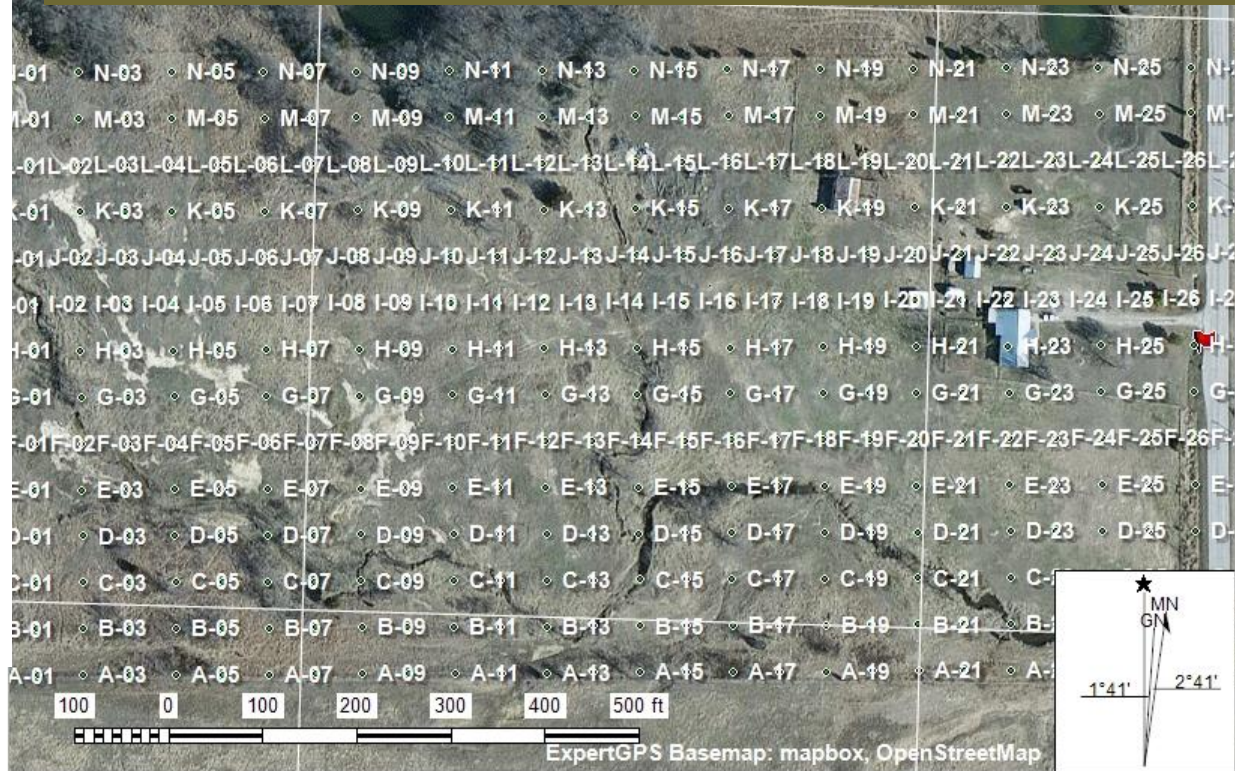 -01 N-03 N-05 N-07 N-09 N-11 N-13 N-15 N-17 N-19 N-21 N-23 N-25 N-
-01 M-03 M-05 M-07 M-09 M-11 M-13 M-15 M-17 M-19 M-21 M-23 M-25 M-
-01 L-02 L-03 L-04 L-05 L-06 L-07 L-08 L-09 L-10 L-11 L-12 L-13 L-14 L-15 L-16 L-17 L-18 L-19 L-20 L-21 L-22 L-23 L-24 L-25 L-26 L-2
K-01 K-03 K-05 K-07 K-09 K-11 K-13 K-15 K-17 K-19 K-21 K-23 K-25 K-
-01 J-02 J-03 J-04 J-05 J-06 J-07 J-08 J-09 J-10 J-11 J-12 J-13 J-14 J-15 J-16 J-17 J-18 J-19 J-20 J-21 J-22 J-23 J-24 J-25 J-26 J-2
-01 I-02 I-03 I-04 I-05 I-06 I-07 I-08 I-09 I-10 I-11 I-12 I-13 I-14 I-15 I-16 I-17 I-18 I-19 I-20 I-21 I-22 I-23 I-24 I-25 I-26 I-2
H-01 H-03 H-05 H-07 H-09 H-11 H-13 H-15 H-17 H-19 H-21 H-23 H-25 H-
G-01 G-03 G-05 G-07 G-09 G-11 G-13 G-15 G-17 G-19 G-21 G-23 G-25 G-
F-01 F-02 F-03 F-04 F-05 F-06 F-07 F-08 F-09 F-10 F-11 F-12 F-13 F-14 F-15 F-16 F-17 F-18 F-19 F-20 F-21 F-22 F-23 F-24 F-25 F-26 F-
E-01 E-03 E-05 E-07 E-09 E-11 E-13 E-15 E-17 E-19 E-21 E-23 E-25 E-
D-01 D-03 D-05 D-07 D-09 D-11 D-13 D-15 D-17 D-19 D-21 D-23 D-25 D-
C-01 C-03 C-05 C-07 C-09 C-11 C-13 C-15 C-17 C-19 C-21 C-
B-01 B-03 B-05 B-07 B-09 B-11 B-13 B-15 B-17 B-19 B-21 B-
A-01 A-03 A-05 A-07 A-09 A-11 A-13 A-15 A-17 A-19 A-21 A-
MN
GN
1°41' 2°41'
100 0 100 200 300 400 500 ft
ExpertGPS Basemap: mapbox, OpenStreetMap